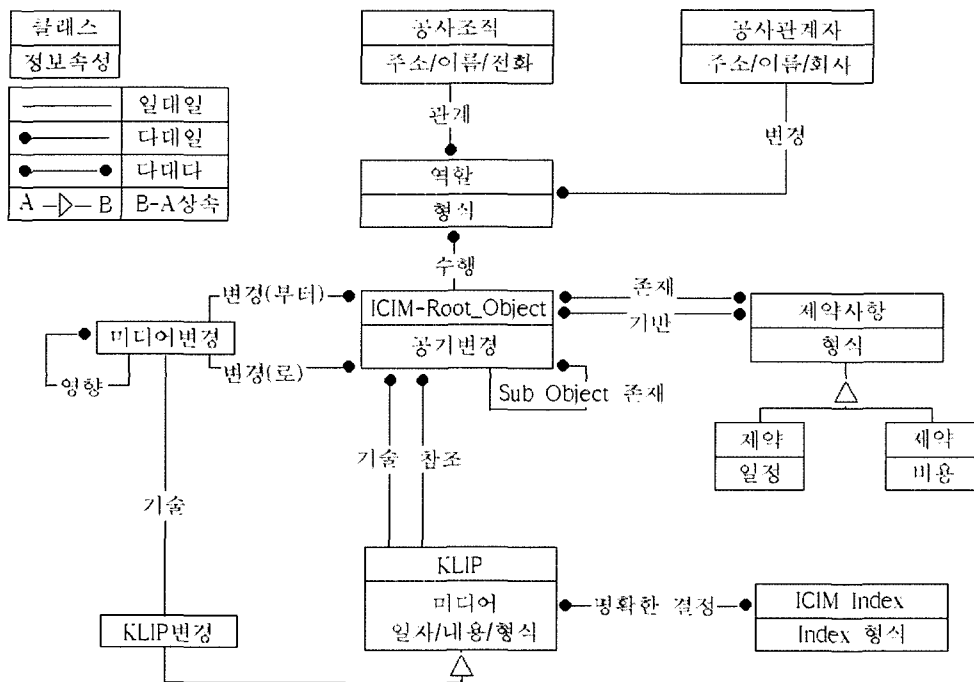 클래스
정보속성
일대일
다대일
다대다
A B B-A상속
공사조직
주소/이름/전화
공사관계자
주소/이름/회사
관계
변경
역할
형식
수행
변경(부터)
ICIM-Root_Object
공기변경
존재
기반
제약사항
형식
미디어변경
변경(로)
영향
Sub Object 존재
제약
일정
제약
비용
기술
참조
기술
KLIP
미디어
일자/내용/형식
명확한 결정
ICIM Index
Index 형식
KLIP변경